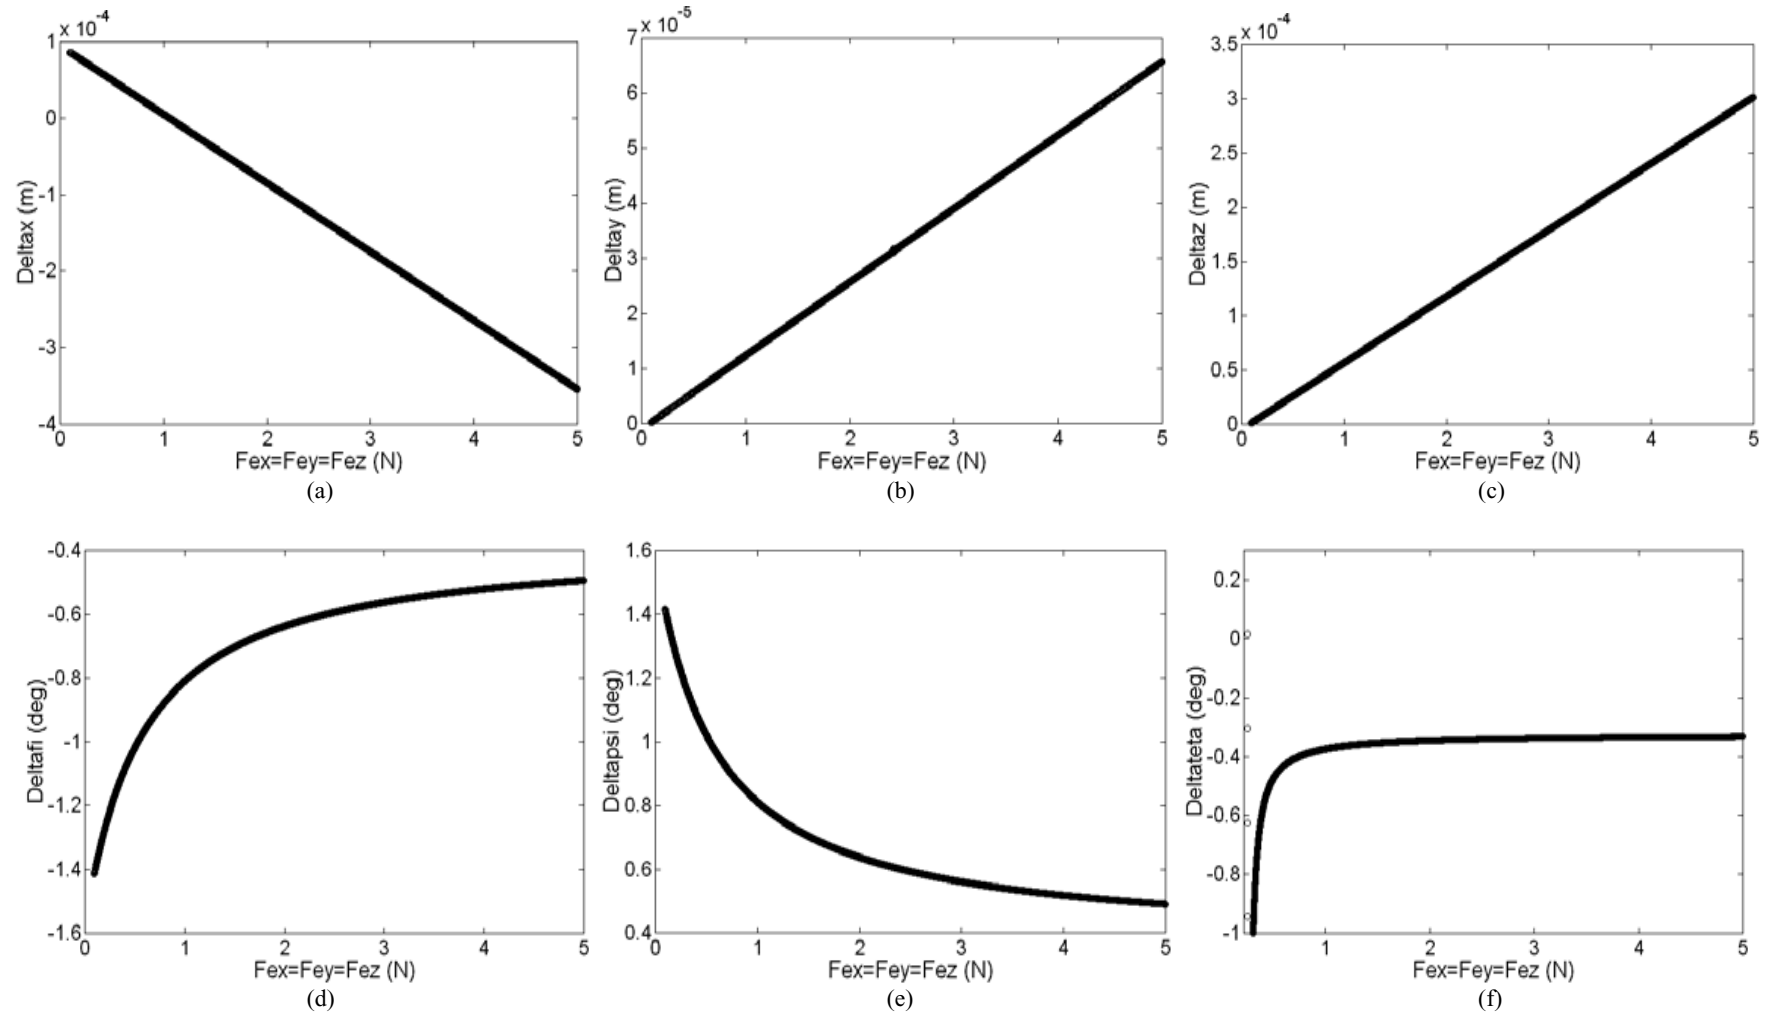 x 10^-4
1
0
-1
-2
-3
-4
0 1 2 3 4 5
Deltax (m)
Fex=Fey=Fez (N)
(a)
x 10^-5
7
6
5
4
3
2
1
0
0 1 2 3 4 5
Deltay (m)
Fex=Fey=Fez (N)
(b)
x 10^-4
3.5
3
2.5
2
1.5
1
0.5
0
0 1 2 3 4 5
Deltaz (m)
Fex=Fey=Fez (N)
(c)
-0.4
-0.6
-0.8
-1
-1.2
-1.4
-1.6
0 1 2 3 4 5
Deltafi (deg)
Fex=Fey=Fez (N)
(d)
1.6
1.4
1.2
1
0.8
0.6
0.4
0 1 2 3 4 5
Deltapsi (deg)
Fex=Fey=Fez (N)
(e)
0.2
0
-0.2
-0.4
-0.6
-0.8
-1
1 2 3 4 5
Deltateta (deg)
Fex=Fey=Fez (N)
(f)